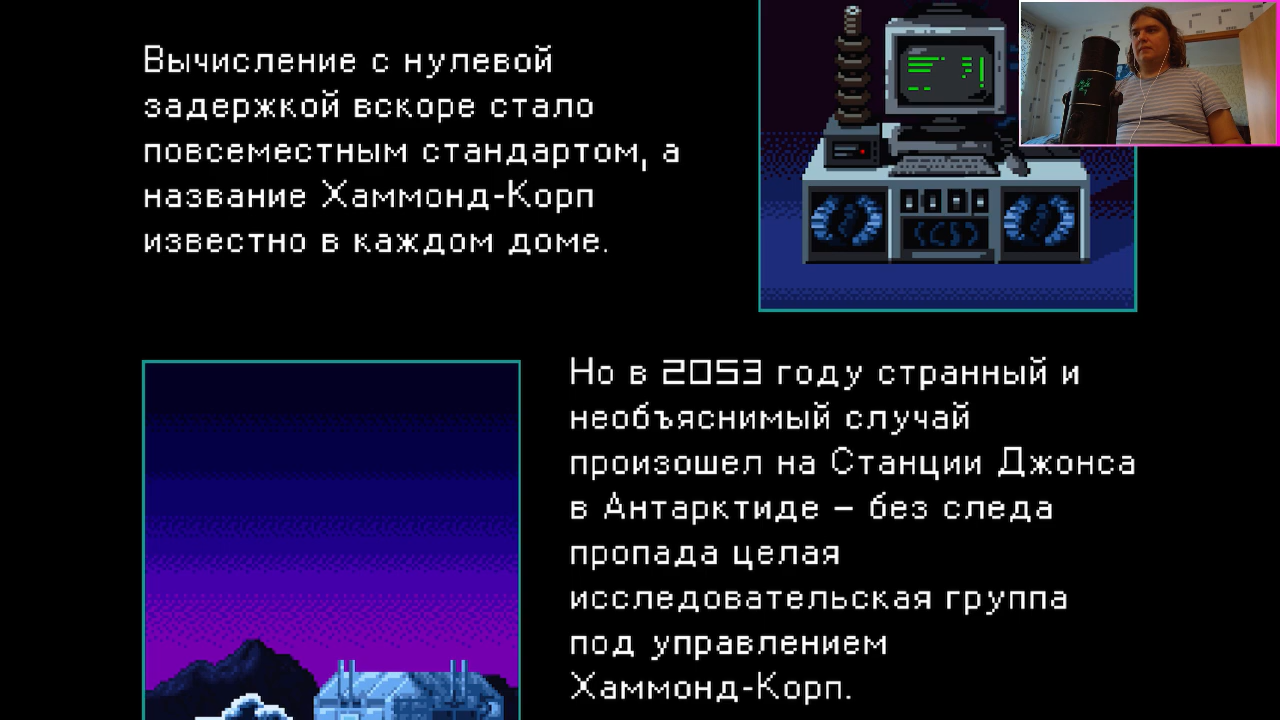 Вычисление с нулевой
задержкой вскоре стало
повсеместным стандартом, а
название Хаммонд-Корп
известно в каждом доме.
Но в 2053 году странный и
необъяснимый случай
произошел на Станции Джонса
в Антарктиде – без следа
пропада целая
исследовательская группа
под управлением
Хаммонд-Корп.